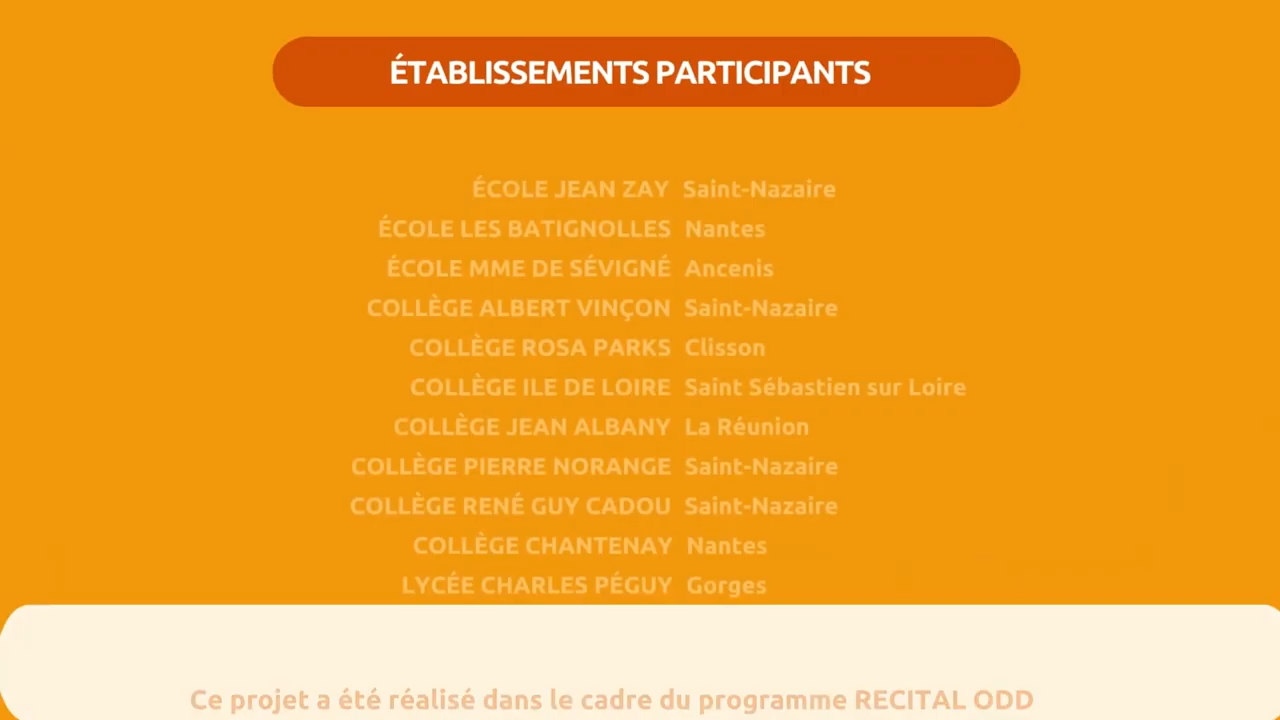 ÉTABLISSEMENTS PARTICIPANTS
ÉCOLE JEAN ZAY Saint-Nazaire
ÉCOLE LES BATIGNOLLES Nantes
ÉCOLE MME DE SÉVIGNÉ Ancenis
COLLÈGE ALBERT VINÇON Saint-Nazaire
COLLÈGE ROSA PARKS Clisson
COLLÈGE ILE DE LOIRE Saint Sébastien sur Loire
COLLÈGE JEAN ALBANY La Réunion
COLLÈGE PIERRE NORANGE Saint-Nazaire
COLLÈGE RENÉ GUY CADOU Saint-Nazaire
COLLÈGE CHANTENAY Nantes
LYCÉE CHARLES PÉGUY Gorges
Ce projet a été réalisé dans le cadre du programme RECITAL ODD